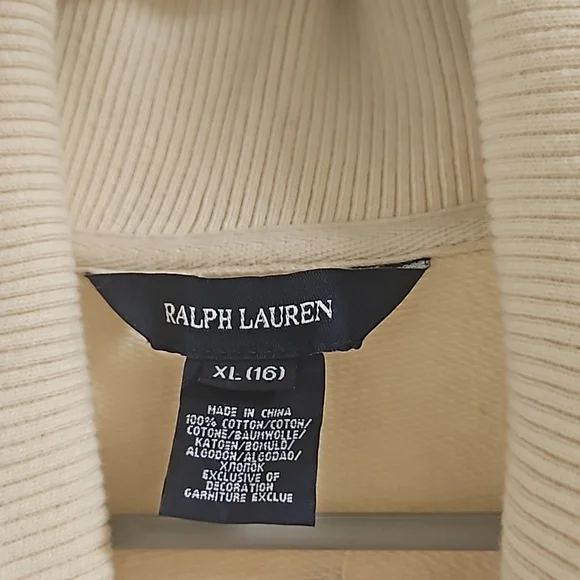 RALPH LAUREN
XL (16)
MADE IN CHINA
100% COTTON/COTON/
COTONE/BAUMWOLLE/
KATOEN/BOMULD/
ALGODON/ALGODAO/
ХЛОПОК
EXCLUSIVE OF
DECORATION
GARNITURE EXCLUE